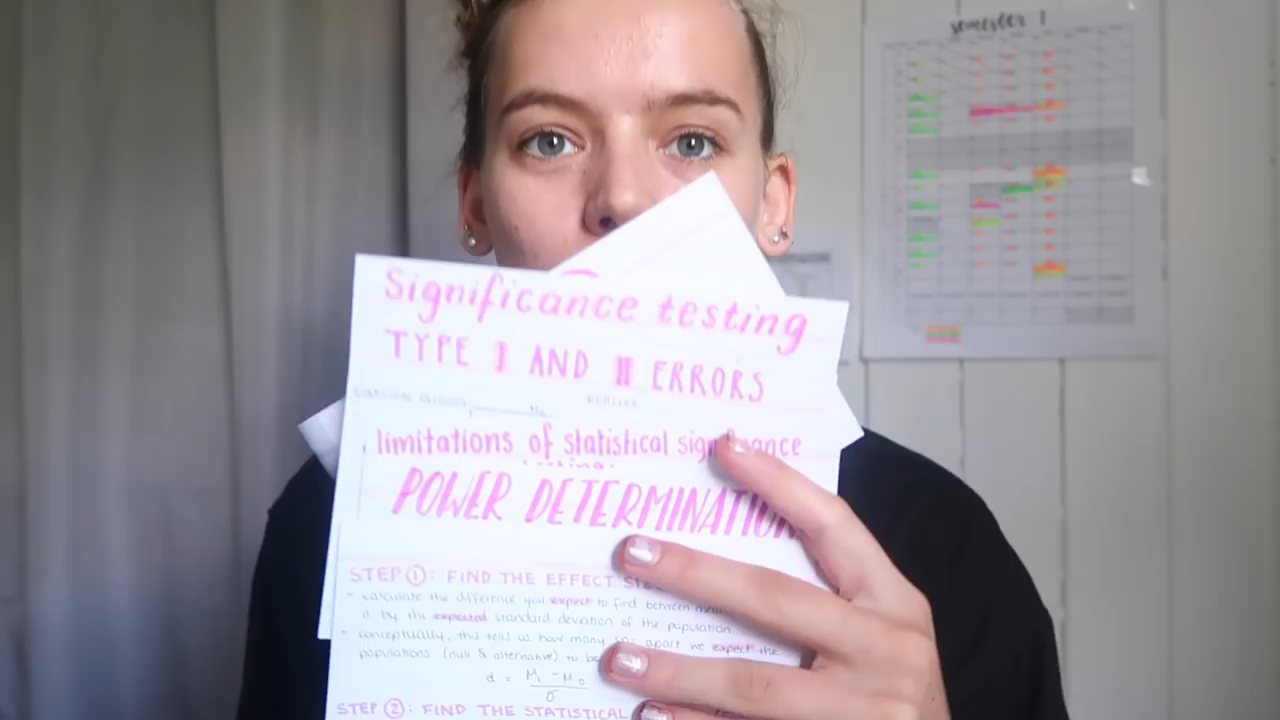 semester 1
Significance testing
TYPE I AND II ERRORS
REALITY
H₀
limitations of statistical significance
testing.
POWER DETERMINATION
STEP ①: FIND THE EFFECT
- calculate the difference you expect to find between
it by the expected standard deviation of the population
- conceptually, this tells us how many apart we expect the
populations (null & alternative) to be
d = M₁ - M₀
σ
STEP ②: FIND THE STATISTICAL